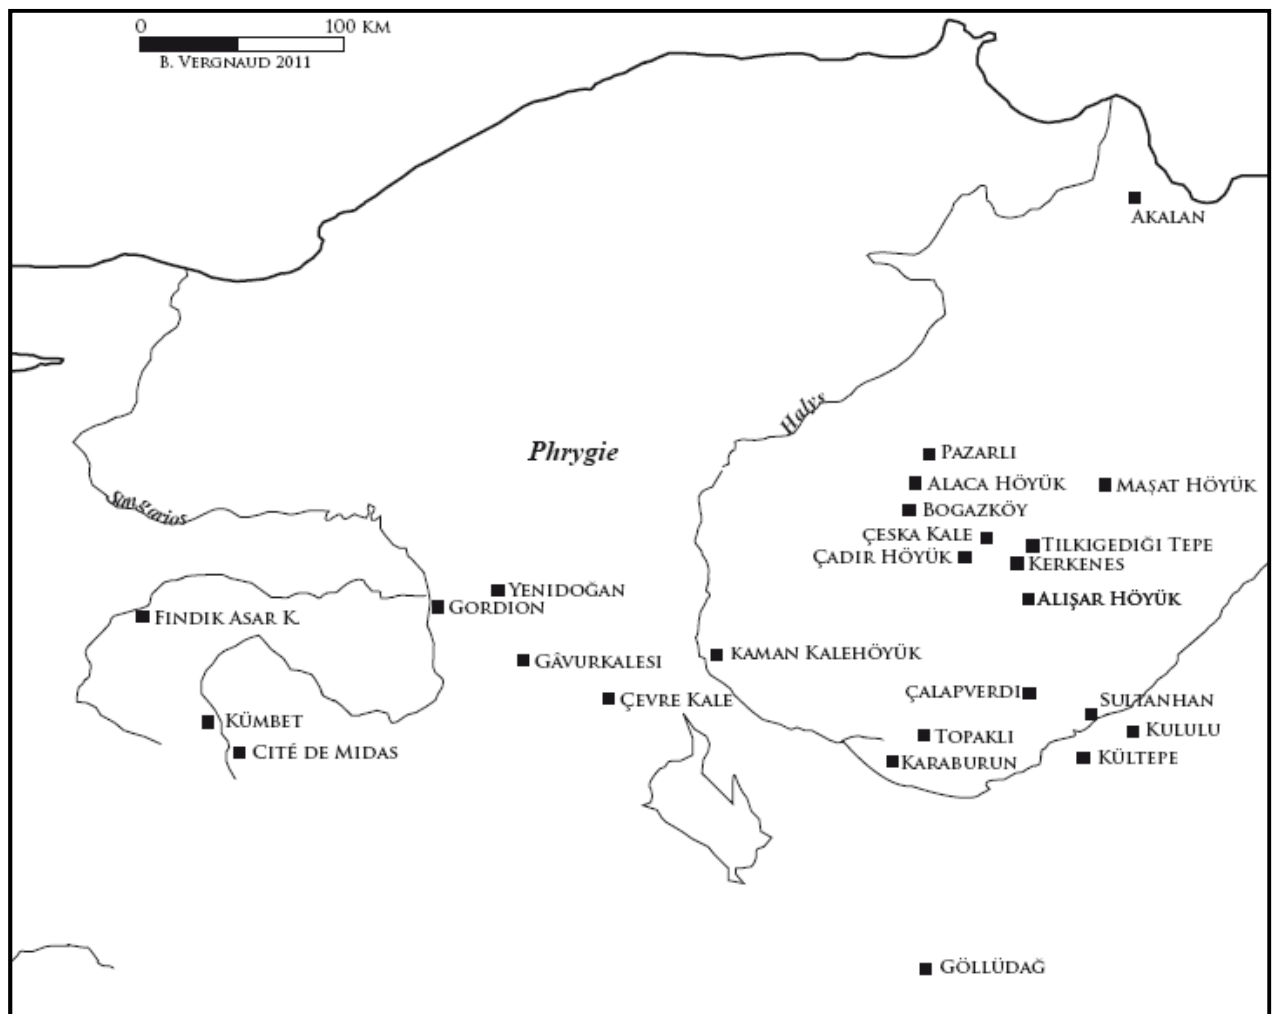 0 100 KM
B. VERGNAUD 2011
AKALAN
Halys
Phrygie
PAZARLI
ALACA HÖYÜK
MAŞAT HÖYÜK
Sangarios
BOGAZKÖY
ÇESKA KALE
TILKIGEDIĞI TEPE
ÇADIR HÖYÜK
KERKENES
YENIDOĞAN
ALIŞAR HÖYÜK
GORDION
FINDIK ASAR K.
KAMAN KALEHÖYÜK
GÂVURKALESI
ÇALAPVERDI
ÇEVRE KALE
SULTANHAN
KÜMBET
KULULU
TOPAKLI
CITÉ DE MIDAS
KÜLTEPE
KARABURUN
GÖLLÜDAĞ